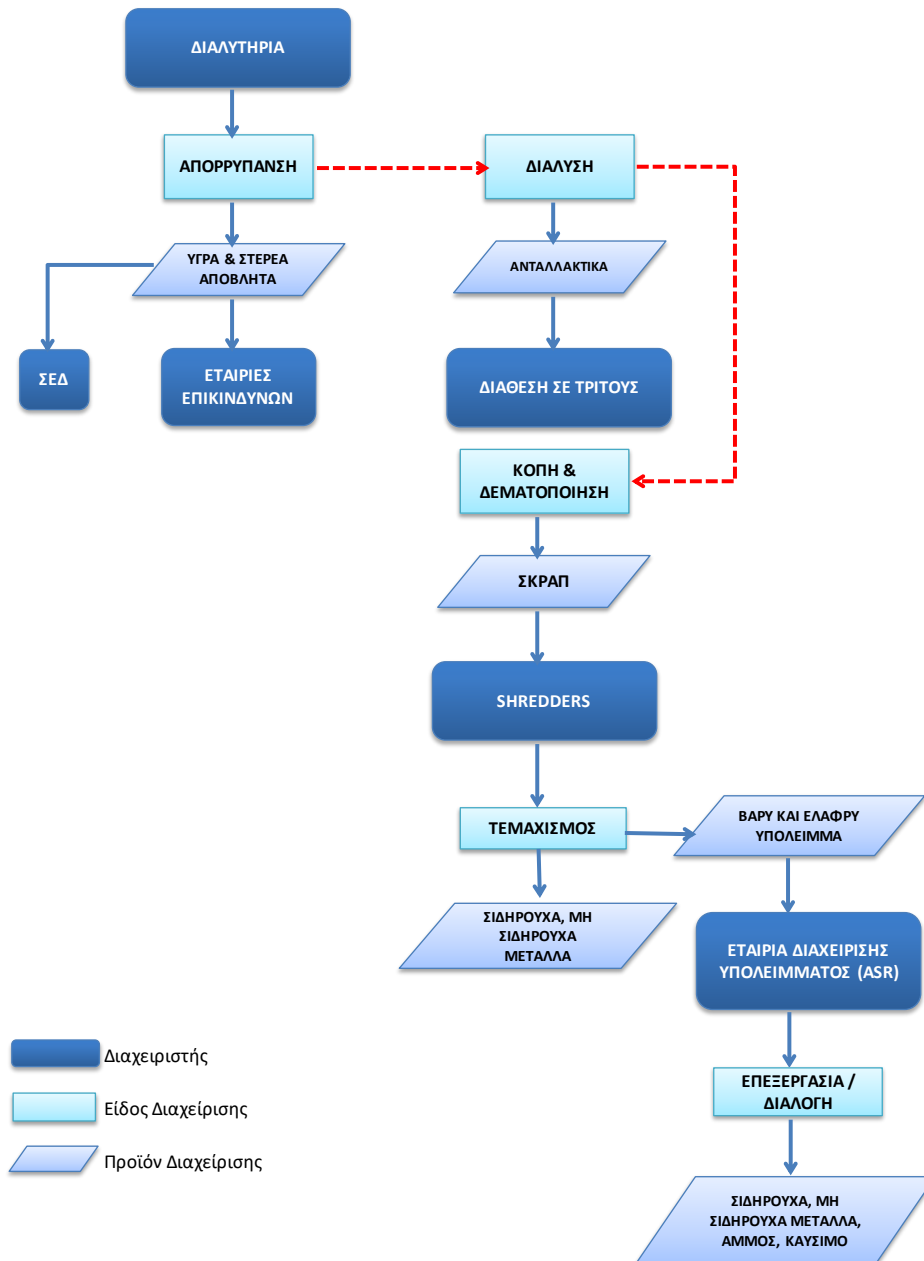 ΔΙΑΛΥΤΗΡΙΑ
ΑΠΟΡΡΥΠΑΝΣΗ
ΔΙΑΛΥΣΗ
ΥΓΡΑ & ΣΤΕΡΕΑ
ΑΠΟΒΛΗΤΑ
ΑΝΤΑΛΛΑΚΤΙΚΑ
ΣΕΔ
ΕΤΑΙΡΙΕΣ
ΕΠΙΚΙΝΔΥΝΩΝ
ΔΙΑΘΕΣΗ ΣΕ ΤΡΙΤΟΥΣ
ΚΟΠΗ &
ΔΕΜΑΤΟΠΟΙΗΣΗ
ΣΚΡΑΠ
SHREDDERS
ΤΕΜΑΧΙΣΜΟΣ
ΒΑΡΥ ΚΑΙ ΕΛΑΦΡΥ
ΥΠΟΛΕΙΜΜΑ
ΣΙΔΗΡΟΥΧΑ, ΜΗ
ΣΙΔΗΡΟΥΧΑ
ΜΕΤΑΛΛΑ
ΕΤΑΙΡΙΑ ΔΙΑΧΕΙΡΙΣΗΣ
ΥΠΟΛΕΙΜΜΑΤΟΣ (ASR)
ΕΠΕΞΕΡΓΑΣΙΑ /
ΔΙΑΛΟΓΗ
ΣΙΔΗΡΟΥΧΑ, ΜΗ
ΣΙΔΗΡΟΥΧΑ ΜΕΤΑΛΛΑ,
ΑΜΜΟΣ, ΚΑΥΣΙΜΟ
Διαχειριστής
Είδος Διαχείρισης
Προϊόν Διαχείρισης